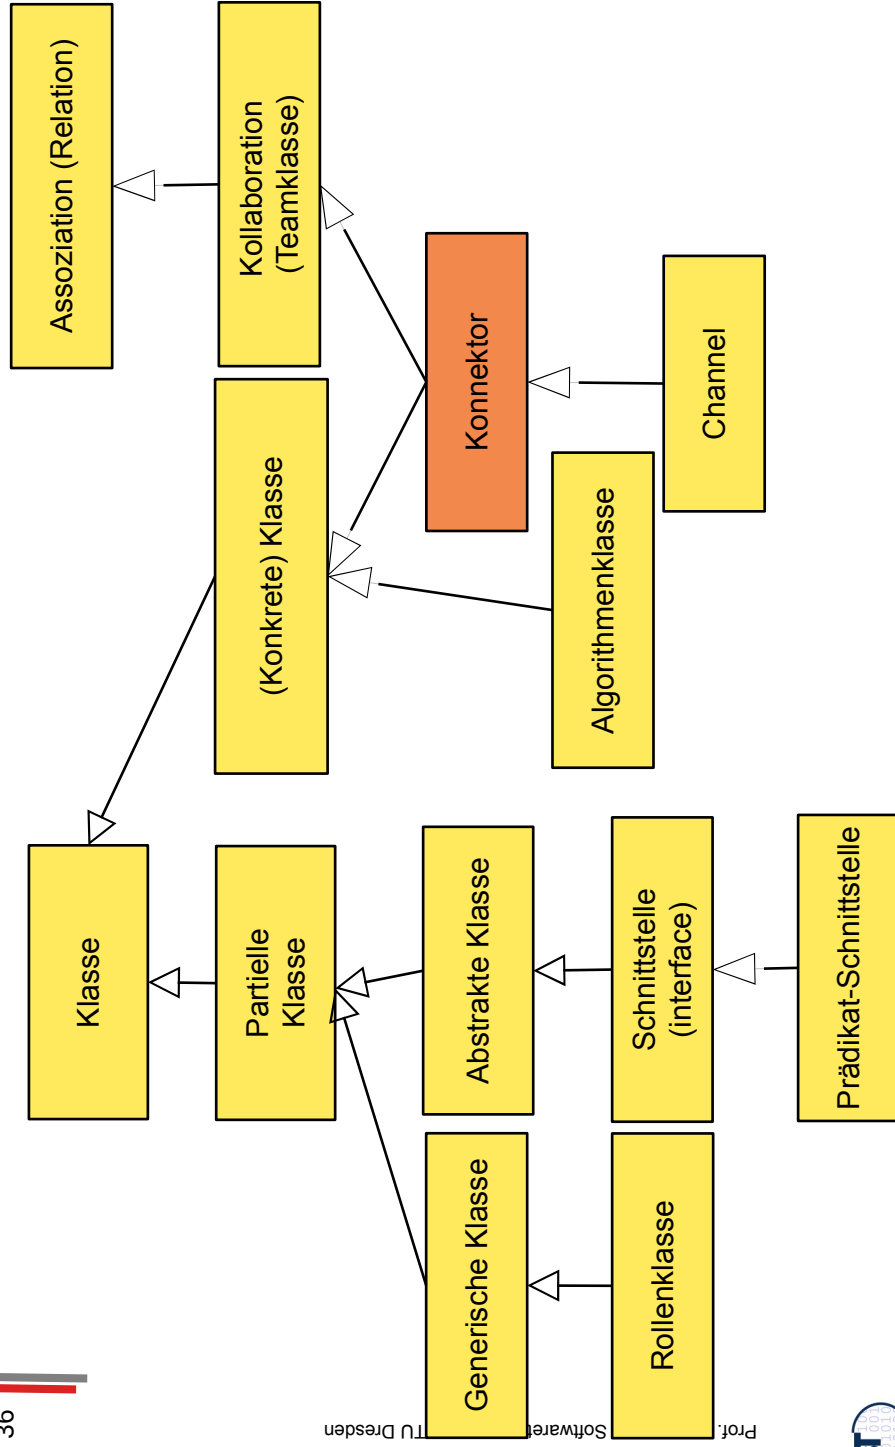 36
Klasse
Assoziation (Relation)
Partielle
Klasse
(Konkrete) Klasse
Kollaboration
(Teamklasse)
Generische Klasse
Abstrakte Klasse
Konnektor
Rollenklasse
Schnittstelle
(interface)
Algorithmenklasse
Channel
Prädikat-Schnittstelle
Prof.
TU Dresden